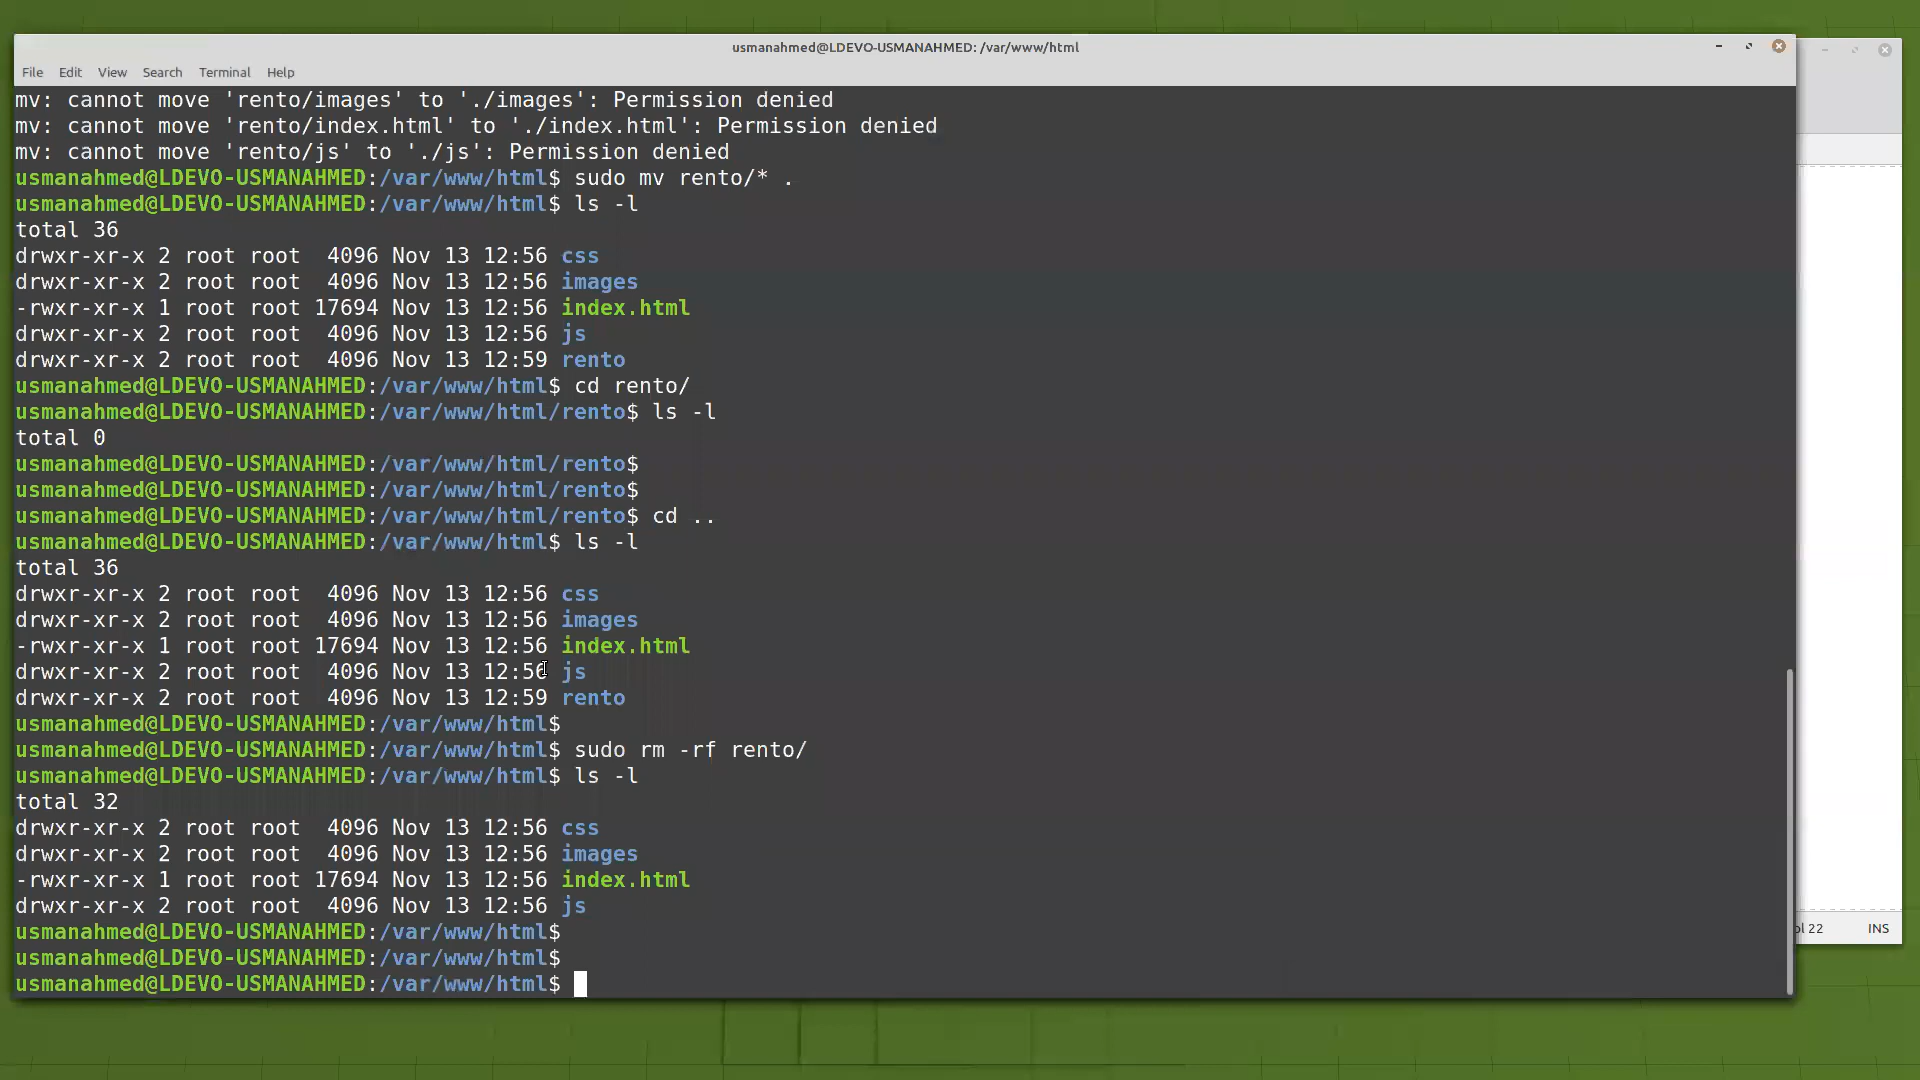 usmanahmed@LDEVO-USMANAHMED: /var/www/html
File Edit View Search Terminal Help
mv: cannot move 'rento/images' to './images': Permission denied
mv: cannot move 'rento/index.html' to './index.html': Permission denied
mv: cannot move 'rento/js' to './js': Permission denied
usmanahmed@LDEVO-USMANAHMED:/var/www/html$ sudo mv rento/* .
usmanahmed@LDEVO-USMANAHMED:/var/www/html$ ls -l
total 36
drwxr-xr-x 2 root root  4096 Nov 13 12:56 css
drwxr-xr-x 2 root root  4096 Nov 13 12:56 images
-rwxr-xr-x 1 root root 17694 Nov 13 12:56 index.html
drwxr-xr-x 2 root root  4096 Nov 13 12:56 js
drwxr-xr-x 2 root root  4096 Nov 13 12:59 rento
usmanahmed@LDEVO-USMANAHMED:/var/www/html$ cd rento/
usmanahmed@LDEVO-USMANAHMED:/var/www/html/rento$ ls -l
total 0
usmanahmed@LDEVO-USMANAHMED:/var/www/html/rento$
usmanahmed@LDEVO-USMANAHMED:/var/www/html/rento$
usmanahmed@LDEVO-USMANAHMED:/var/www/html/rento$ cd ..
usmanahmed@LDEVO-USMANAHMED:/var/www/html$ ls -l
total 36
drwxr-xr-x 2 root root  4096 Nov 13 12:56 css
drwxr-xr-x 2 root root  4096 Nov 13 12:56 images
-rwxr-xr-x 1 root root 17694 Nov 13 12:56 index.html
drwxr-xr-x 2 root root  4096 Nov 13 12:56 js
drwxr-xr-x 2 root root  4096 Nov 13 12:59 rento
usmanahmed@LDEVO-USMANAHMED:/var/www/html$
usmanahmed@LDEVO-USMANAHMED:/var/www/html$ sudo rm -rf rento/
usmanahmed@LDEVO-USMANAHMED:/var/www/html$ ls -l
total 32
drwxr-xr-x 2 root root  4096 Nov 13 12:56 css
drwxr-xr-x 2 root root  4096 Nov 13 12:56 images
-rwxr-xr-x 1 root root 17694 Nov 13 12:56 index.html
drwxr-xr-x 2 root root  4096 Nov 13 12:56 js
usmanahmed@LDEVO-USMANAHMED:/var/www/html$
usmanahmed@LDEVO-USMANAHMED:/var/www/html$
usmanahmed@LDEVO-USMANAHMED:/var/www/html$
22 INS